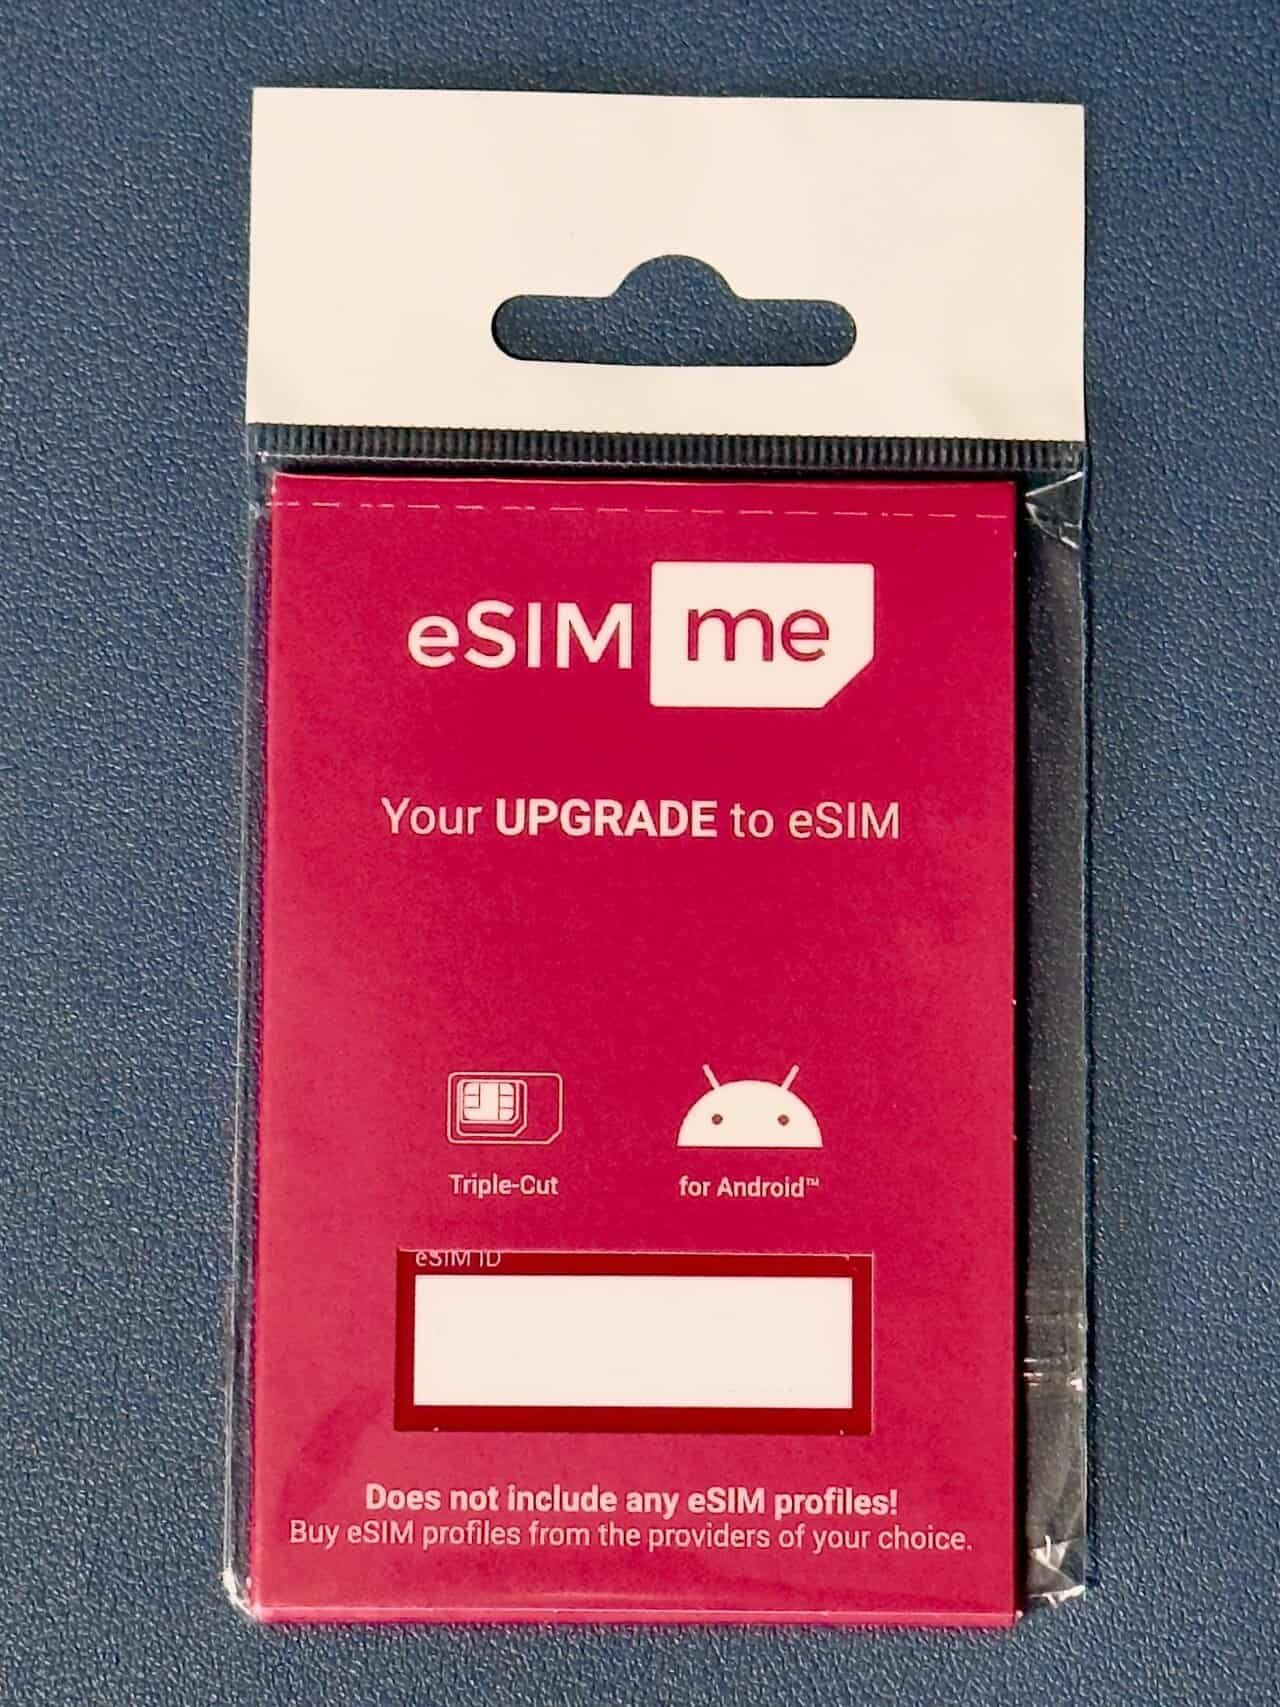 eSIM me
Your UPGRADE to eSIM
Triple-Cut
for Android™
eSIM ID
Does not include any eSIM profiles!
Buy eSIM profiles from the providers of your choice.